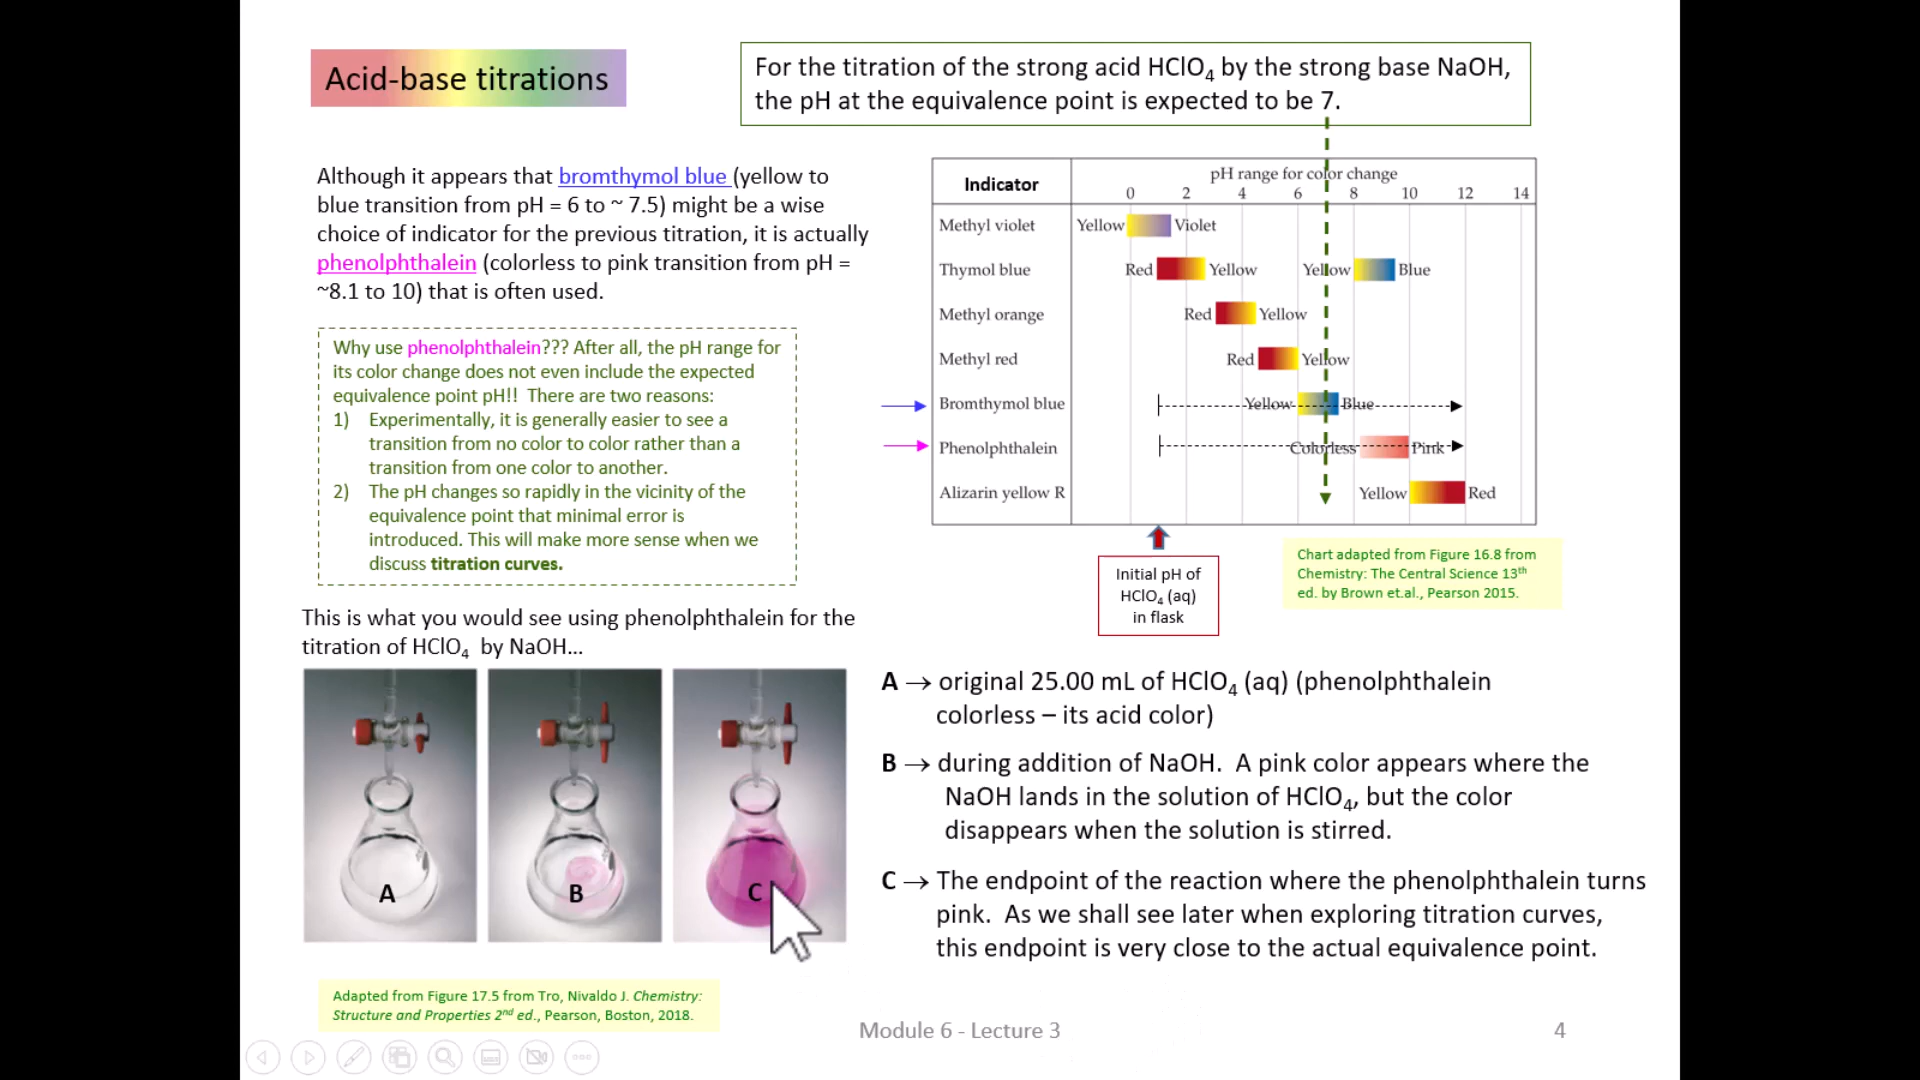 Acid-base titrations
For the titration of the strong acid HClO₄ by the strong base NaOH,
the pH at the equivalence point is expected to be 7.
Although it appears that bromthymol blue (yellow to
blue transition from pH = 6 to ~ 7.5) might be a wise
choice of indicator for the previous titration, it is actually
phenolphthalein (colorless to pink transition from pH =
~8.1 to 10) that is often used.
Why use phenolphthalein??? After all, the pH range for
its color change does not even include the expected
equivalence point pH!! There are two reasons:
1) Experimentally, it is generally easier to see a
transition from no color to color rather than a
transition from one color to another.
2) The pH changes so rapidly in the vicinity of the
equivalence point that minimal error is
introduced. This will make more sense when we
discuss titration curves.
Indicator
pH range for color change
0 2 4 6 8 10 12 14
Methyl violet Yellow Violet
Thymol blue Red Yellow Yellow Blue
Methyl orange Red Yellow
Methyl red Red Yellow
Bromthymol blue Yellow Blue
Phenolphthalein Colorless Pink
Alizarin yellow R Yellow Red
Initial pH of
HClO₄ (aq)
in flask
Chart adapted from Figure 16.8 from
Chemistry: The Central Science 13th
ed. by Brown et.al., Pearson 2015.
This is what you would see using phenolphthalein for the
titration of HClO₄ by NaOH...
A B C
A → original 25.00 mL of HClO₄ (aq) (phenolphthalein
colorless – its acid color)
B → during addition of NaOH. A pink color appears where the
NaOH lands in the solution of HClO₄, but the color
disappears when the solution is stirred.
C → The endpoint of the reaction where the phenolphthalein turns
pink. As we shall see later when exploring titration curves,
this endpoint is very close to the actual equivalence point.
Adapted from Figure 17.5 from Tro, Nivaldo J. Chemistry:
Structure and Properties 2nd ed., Pearson, Boston, 2018.
Module 6 - Lecture 3
4